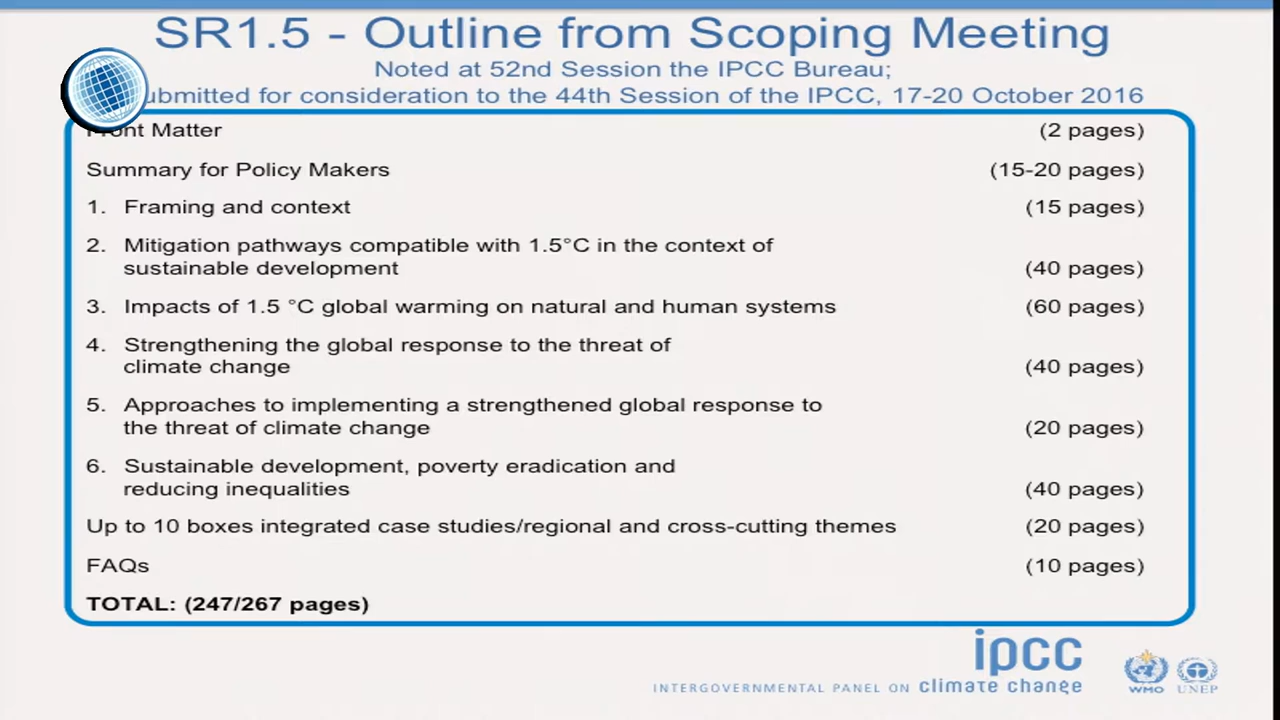 SR1.5 - Outline from Scoping Meeting
Noted at 52nd Session the IPCC Bureau;
ubmitted for consideration to the 44th Session of the IPCC, 17-20 October 2016
Front Matter (2 pages)
Summary for Policy Makers (15-20 pages)
1. Framing and context (15 pages)
2. Mitigation pathways compatible with 1.5°C in the context of
sustainable development (40 pages)
3. Impacts of 1.5 °C global warming on natural and human systems (60 pages)
4. Strengthening the global response to the threat of
climate change (40 pages)
5. Approaches to implementing a strengthened global response to
the threat of climate change (20 pages)
6. Sustainable development, poverty eradication and
reducing inequalities (40 pages)
Up to 10 boxes integrated case studies/regional and cross-cutting themes (20 pages)
FAQs (10 pages)
TOTAL: (247/267 pages)
ipcc
INTERGOVERNMENTAL PANEL ON climate change
WMO UNEP